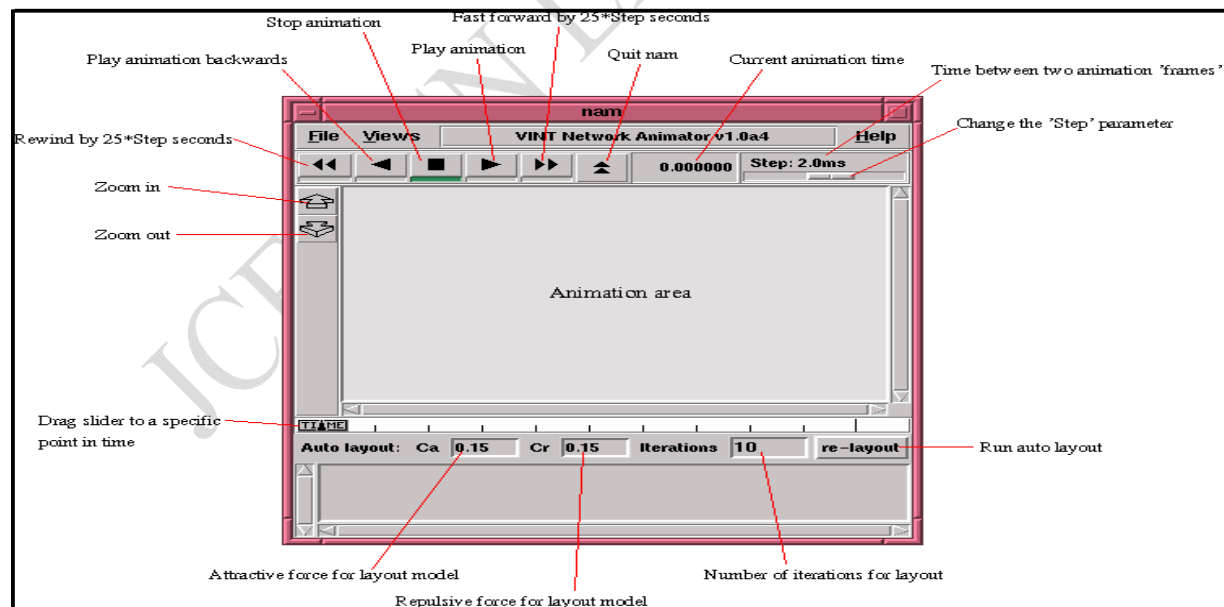 Stop animation
Fast forward by 25*Step seconds
Play animation backwards
Play animation
Quit nam
Current animation time
Time between two animation 'frames'
Rewind by 25*Step seconds
Change the 'Step' parameter
nam
File Views VINT Network Animator v1.0a4 Help
0.000000 Step: 2.0ms
Zoom in
Zoom out
Animation area
Drag slider to a specific
point in time
TIME
Auto layout: Ca 0.15 Cr 0.15 Iterations 10 re-layout
Run auto layout
Attractive force for layout model
Number of iterations for layout
Repulsive force for layout model